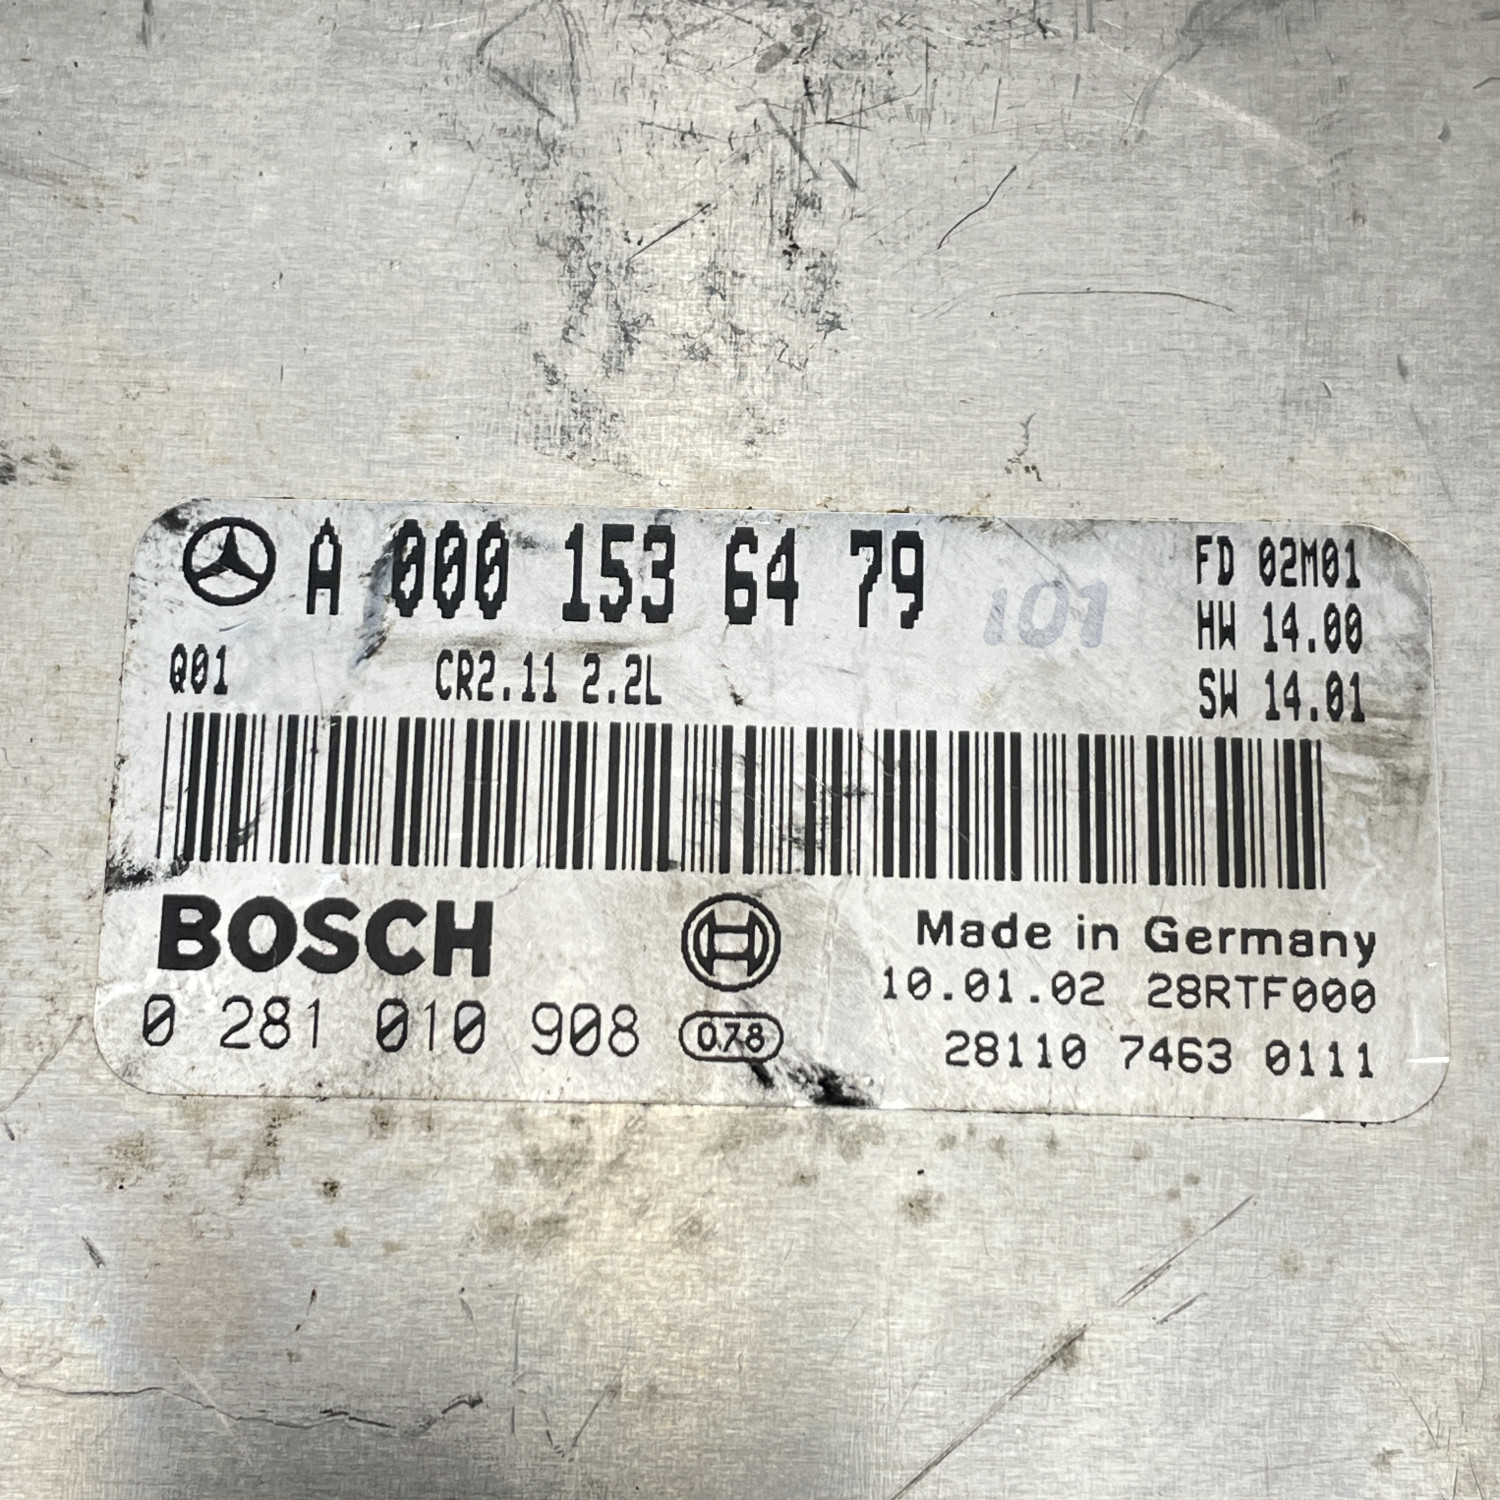 A 000 153 64 79
101
FD 02M01
HW 14.00
SW 14.01
Q01 CR2.11 2.2L
BOSCH
0 281 010 908
078
Made in Germany
10.01.02 28RTF000
28110 7463 0111